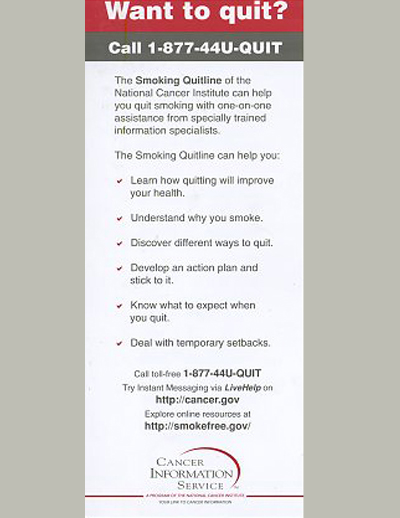 Want to quit?
Call 1-877-44U-QUIT
The Smoking Quitline of the
National Cancer Institute can help
you quit smoking with one-on-one
assistance from specially trained
information specialists.
The Smoking Quitline can help you:
Learn how quitting will improve
your health.
Understand why you smoke.
Discover different ways to quit.
Develop an action plan and
stick to it.
Know what to expect when
you quit.
Deal with temporary setbacks.
Call toll-free 1-877-44U-QUIT
Try Instant Messaging via LiveHelp on
http://cancer.gov
Explore online resources at
http://smokefree.gov/
CANCER
INFORMATION
SERVICE
A PROGRAM OF THE NATIONAL CANCER INSTITUTE
YOUR LINK TO CANCER INFORMATION